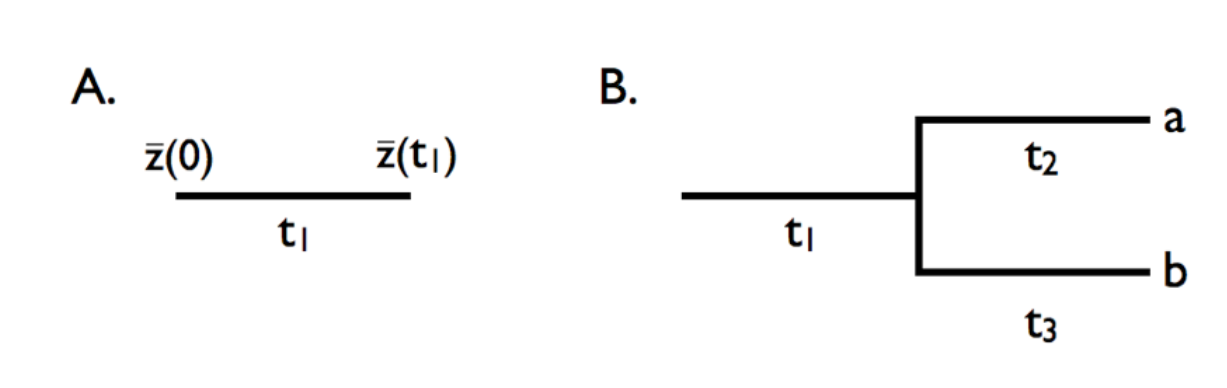 A.
z̄(0) z̄(t₁)
t₁
B.
a
t₂
t₁
b
t₃